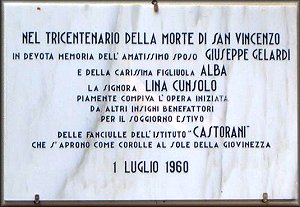 NEL TRICENTENARIO DELLA MORTE DI SAN VINCENZO
IN DEVOTA MEMORIA DELL'AMATISSIMO SPOSO GIUSEPPE GELARDI
E DELLA CARISSIMA FIGLIUOLA ALBA
LA SIGNORA LINA CUNSOLO
PIAMENTE COMPIVA L'OPERA INIZIATA
DA ALTRI INSIGNI BENEFATTORI
PER IL SOGGIORNO ESTIVO
DELLE FANCIULLE DELL'ISTITUTO "CASTORANI"
CHE S'APRONO COME COROLLE AL SOLE DELLA GIOVINEZZA
1 LUGLIO 1960